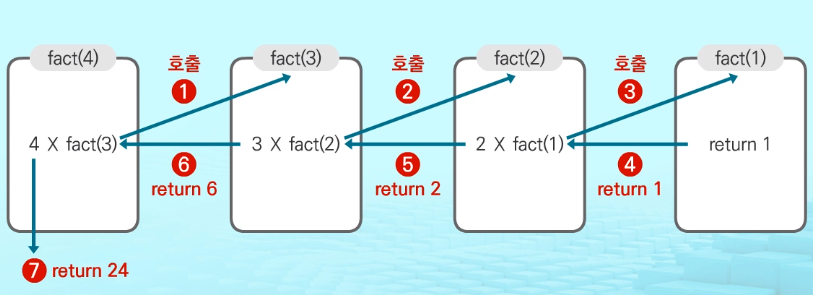 fact(4)
호출
1
fact(3)
호출
2
fact(2)
호출
3
fact(1)
4 X fact(3)
3 X fact(2)
2 X fact(1)
return 1
6
return 6
5
return 2
4
return 1
7 return 24